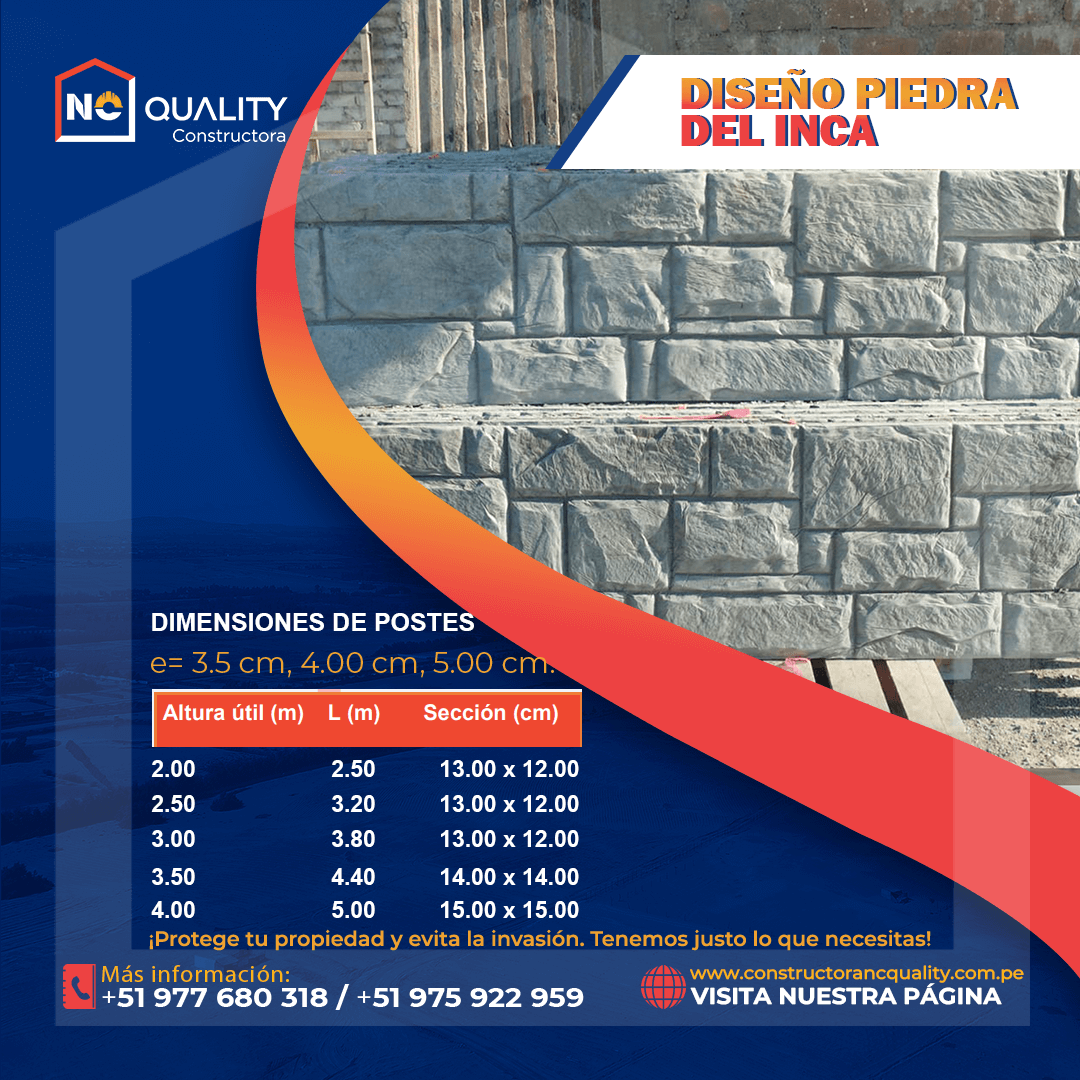 NC QUALITY
Constructora
DISEÑO PIEDRA
DEL INCA
DIMENSIONES DE POSTES
e= 3.5 cm, 4.00 cm, 5.00 cm.
Altura útil (m) L (m) Sección (cm)
2.00 2.50 13.00 x 12.00
2.50 3.20 13.00 x 12.00
3.00 3.80 13.00 x 12.00
3.50 4.40 14.00 x 14.00
4.00 5.00 15.00 x 15.00
¡Protege tu propiedad y evita la invasión. Tenemos justo lo que necesitas!
Más información:
+51 977 680 318 / +51 975 922 959
www.constructorancquality.com.pe
VISITA NUESTRA PÁGINA